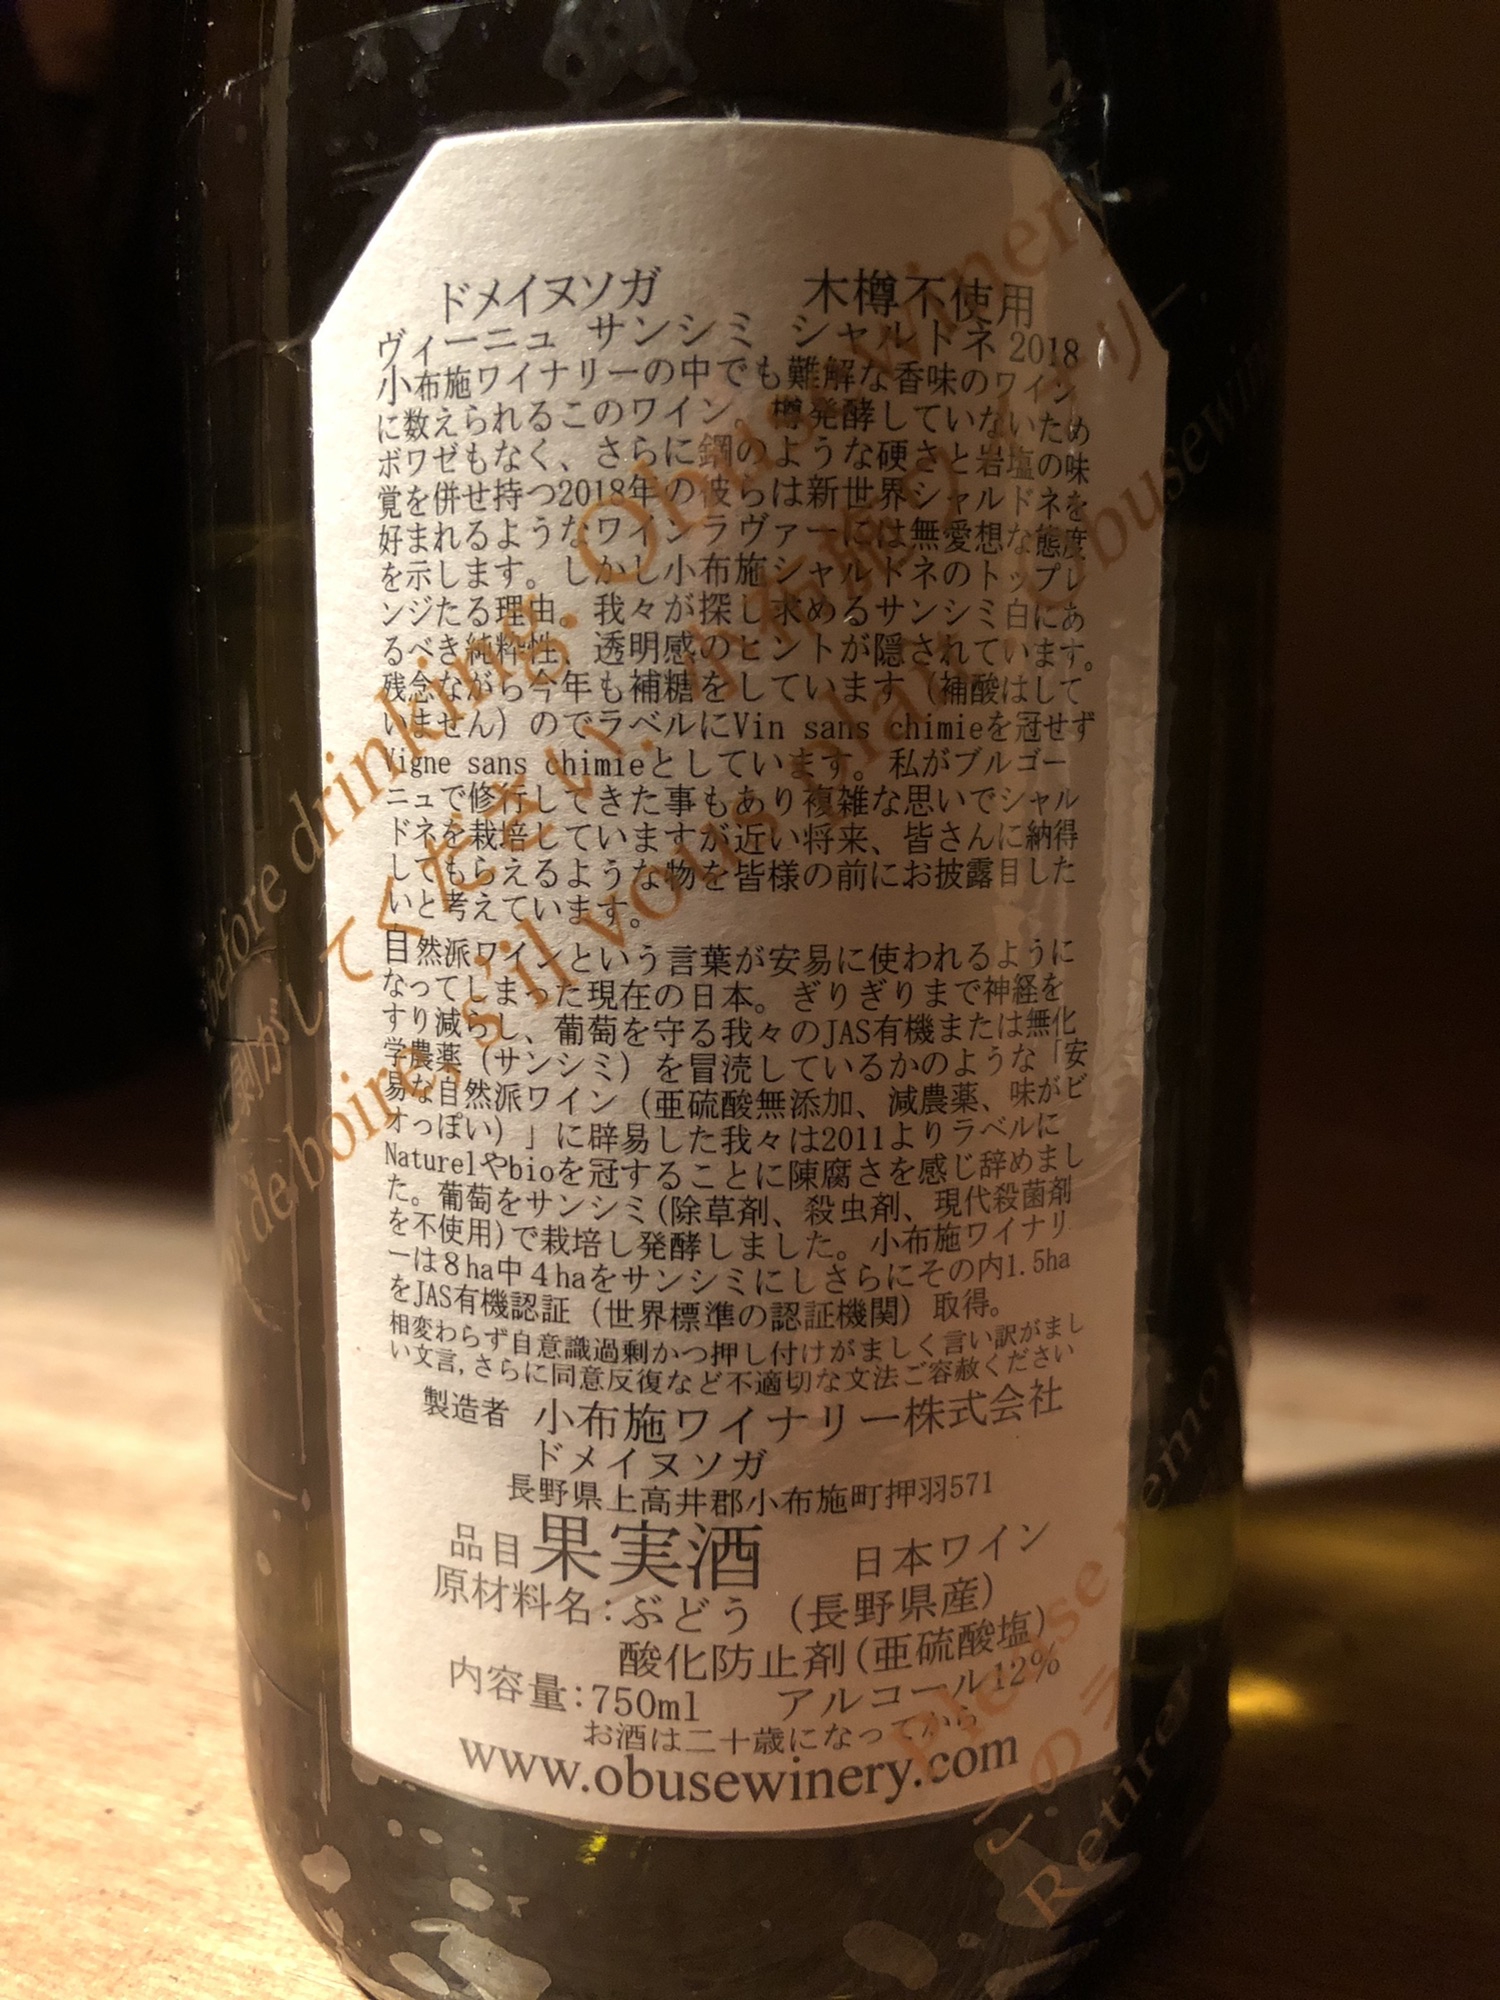 ドメイヌソガ 木樽不使用
ヴィーニュ サンシミ シャルドネ 2018
小布施ワイナリーの中でも難解な香味のワイン
に数えられるこのワイン。樽発酵していないため
ボワゼもなく、さらに鋼のような硬さと岩塩の味
覚を併せ持つ2018年の彼らは新世界シャルドネを
好まれるようなワインラヴァーには無愛想な態度
を示します。しかし小布施シャルドネのトップレ
ンジたる理由。我々が探し求めるサンシミ白にあ
るべき純粋性、透明感のヒントが隠されています。
残念ながら今年も補糖をしています（補酸はして
いません）のでラベルにVin sans chimieを冠せず
Vigne sans chimieとしています。私がブルゴー
ニュで修行してきた事もあり複雑な思いでシャル
ドネを栽培していますが近い将来、皆さんに納得
してもらえるような物を皆様の前にお披露目した
いと考えています。
自然派ワインという言葉が安易に使われるように
なってしまった現在の日本。ぎりぎりまで神経を
すり減らし、葡萄を守る我々のJAS有機または無化
学農薬（サンシミ）を冒涜しているかのような「安
易な自然派ワイン（亜硫酸無添加、減農薬、味がビ
オっぽい）」に辟易した我々は2011よりラベルに
Naturelやbioを冠することに陳腐さを感じ辞めまし
た。葡萄をサンシミ(除草剤、殺虫剤、現代殺菌剤
を不使用)で栽培し発酵しました。小布施ワイナリ
ーは８ha中４haをサンシミにしさらにその内1.5ha
をJAS有機認証（世界標準の認証機関）取得。
相変わらず自意識過剰かつ押し付けがましく言い訳がまし
い文言,さらに同意反復など不適切な文法ご容赦ください
製造者 小布施ワイナリー株式会社
ドメイヌソガ
長野県上高井郡小布施町押羽571
品目果実酒 日本ワイン
原材料名：ぶどう（長野県産）
酸化防止剤(亜硫酸塩)
内容量：750ml アルコール12%
お酒は二十歳になってから
www.obusewinery.com
Please
before drinking. Obusewinery
このラ
剥がしてください. 小布施ワイナリー
Retirer
de boire, s'il vous plaît. Obusewin